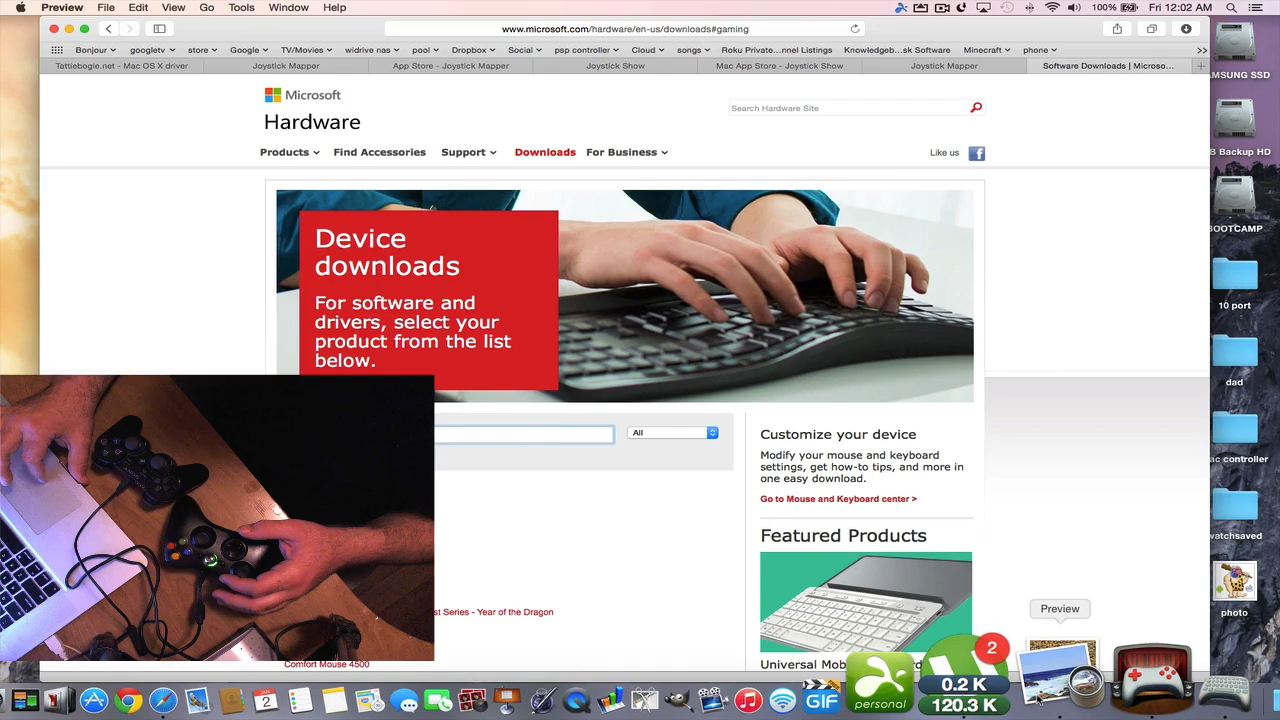 Preview File Edit View Go Tools Window Help
100% Fri 12:02 AM
www.microsoft.com/hardware/en-us/downloads#gaming
Bonjour googletv store Google TV/Movies widrive nas pool Dropbox Social psp controller Cloud songs Roku Private...nnel Listings Knowledgeb...sk Software Minecraft phone >>
Tattiebogle.net - Mac OS X driver Joystick Mapper App Store - Joystick Mapper Joystick Show Mac App Store - Joystick Show Joystick Mapper Software Downloads | Microso... +
Microsoft
Hardware
Search Hardware Site
Products Find Accessories Support Downloads For Business
Like us f
Device
downloads
For software and
drivers, select your
product from the list
below.
All
Customize your device
Modify your mouse and keyboard
settings, get how-to tips, and more in
one easy download.
Go to Mouse and Keyboard center >
Featured Products
st Series - Year of the Dragon
Universal Mob
Comfort Mouse 4500
AMSUNG SSD
B Backup HD
BOOTCAMP
10 port
dad
ac controller
watchsaved
photo
Preview
2
0.2 K
120.3 K
personal
GIF
JAN
2